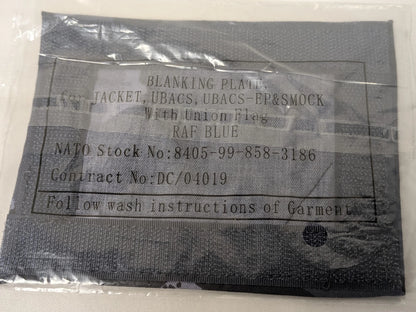 BLANKING PLATE,
For JACKET, UBACS, UBACS-EP&SMOCK
With Union Flag
RAF BLUE
NATO Stock No:8405-99-858-3186
Contract No:DC/04019
Follow wash instructions of Garment